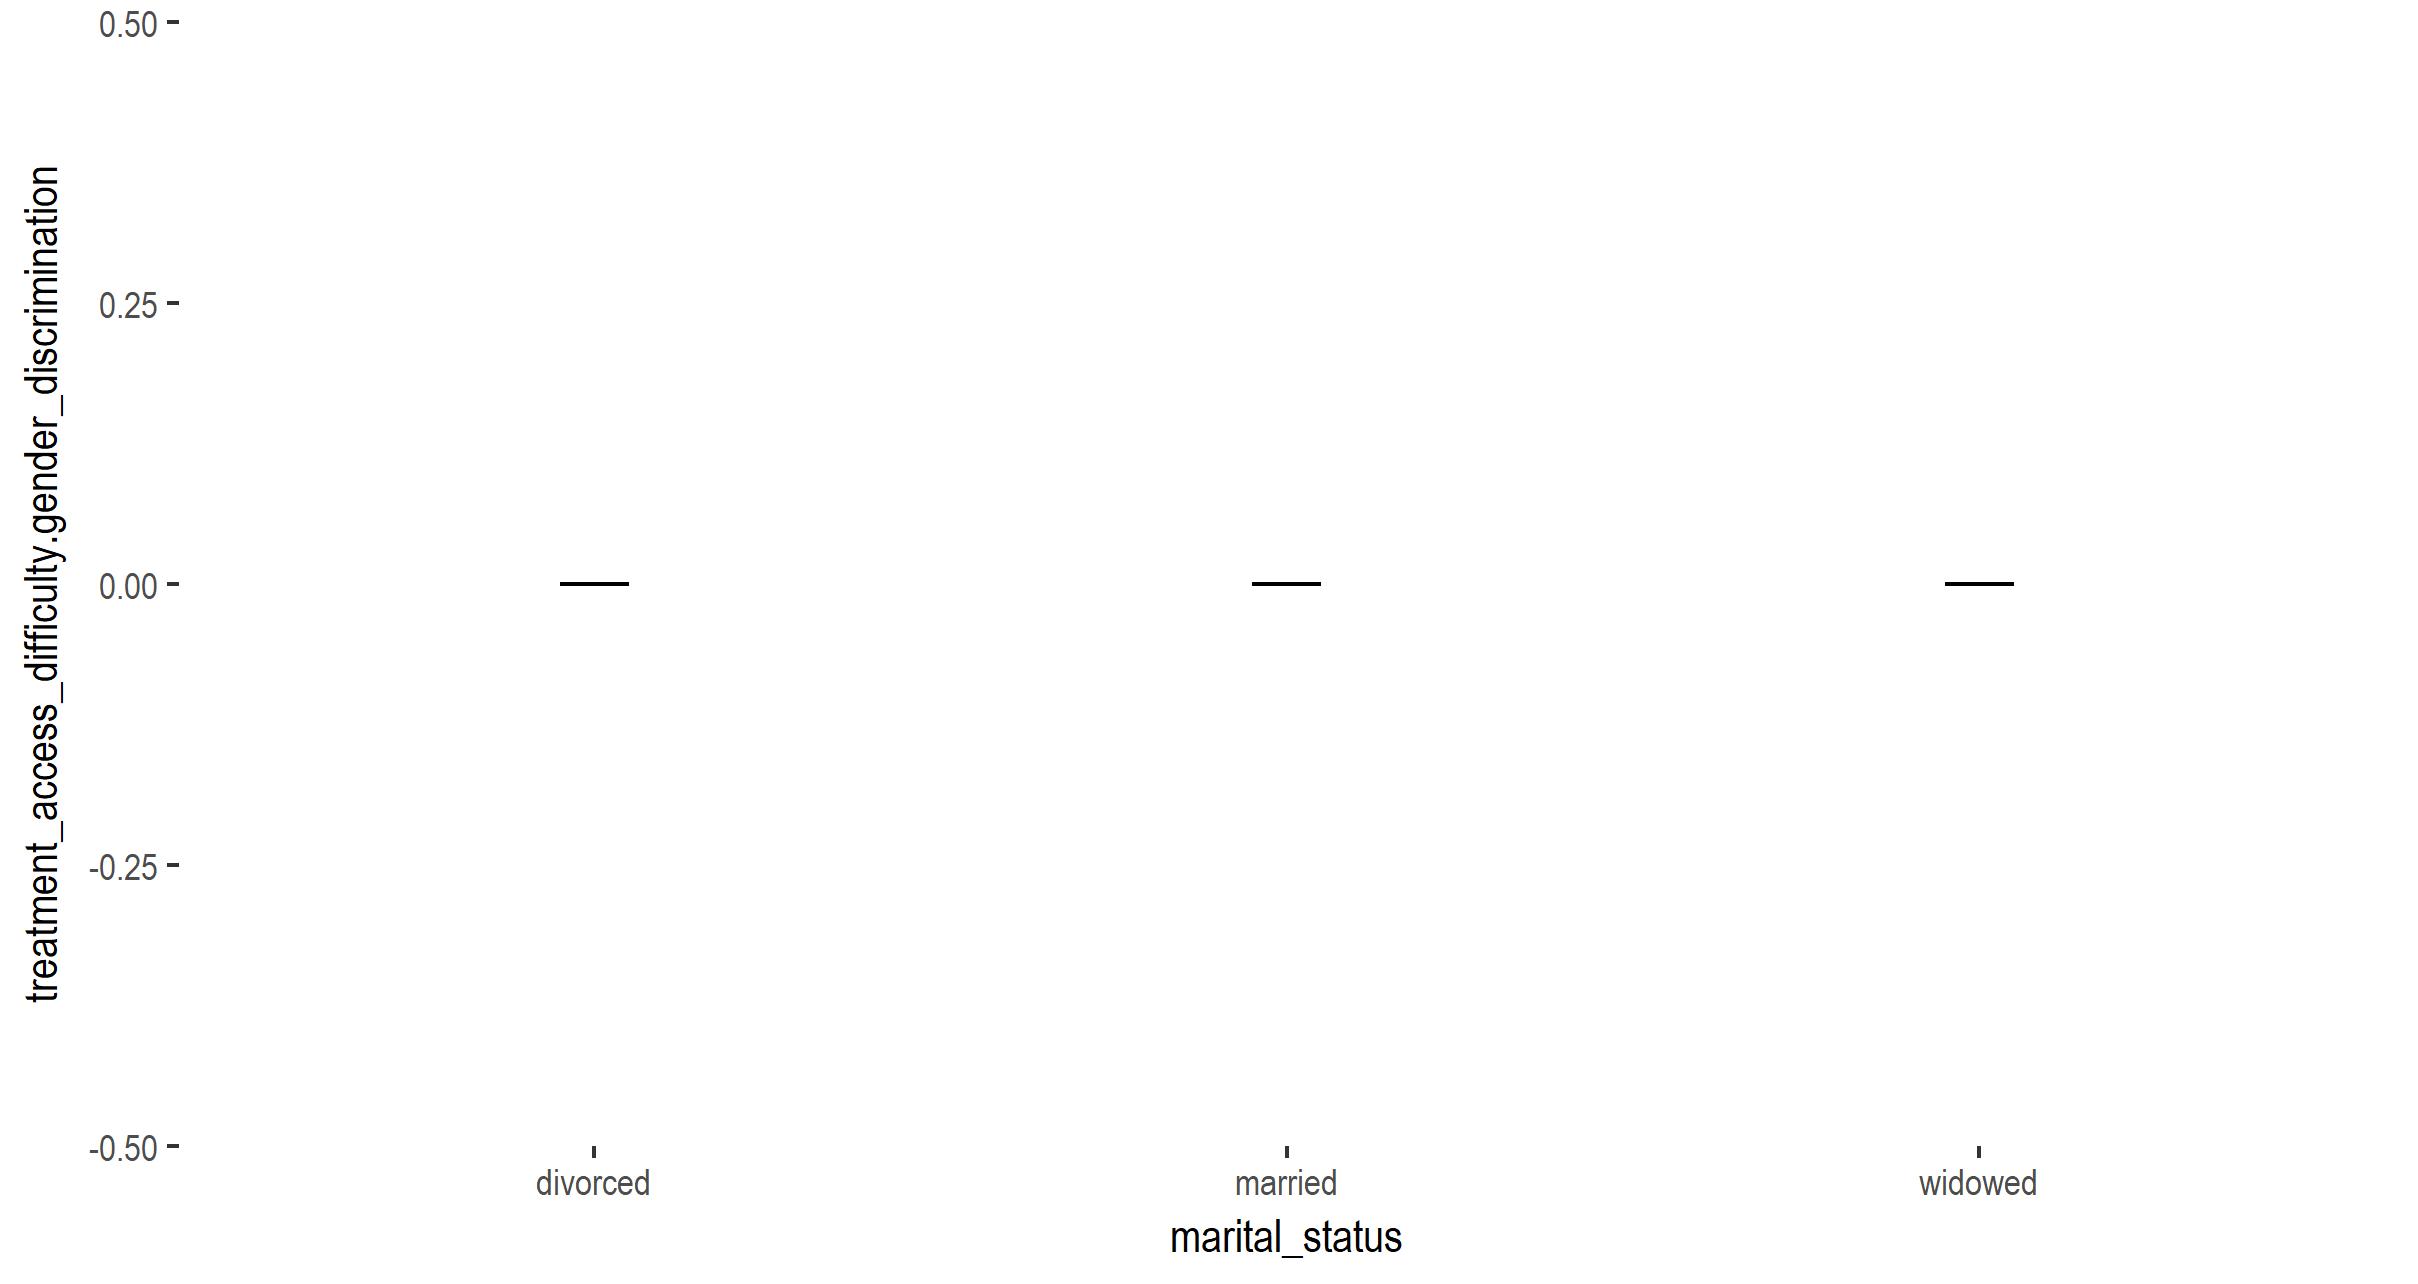 treatment_access_difficulty.gender_discrimination
0.50
0.25
0.00
-0.25
-0.50
divorced
married
widowed
marital_status